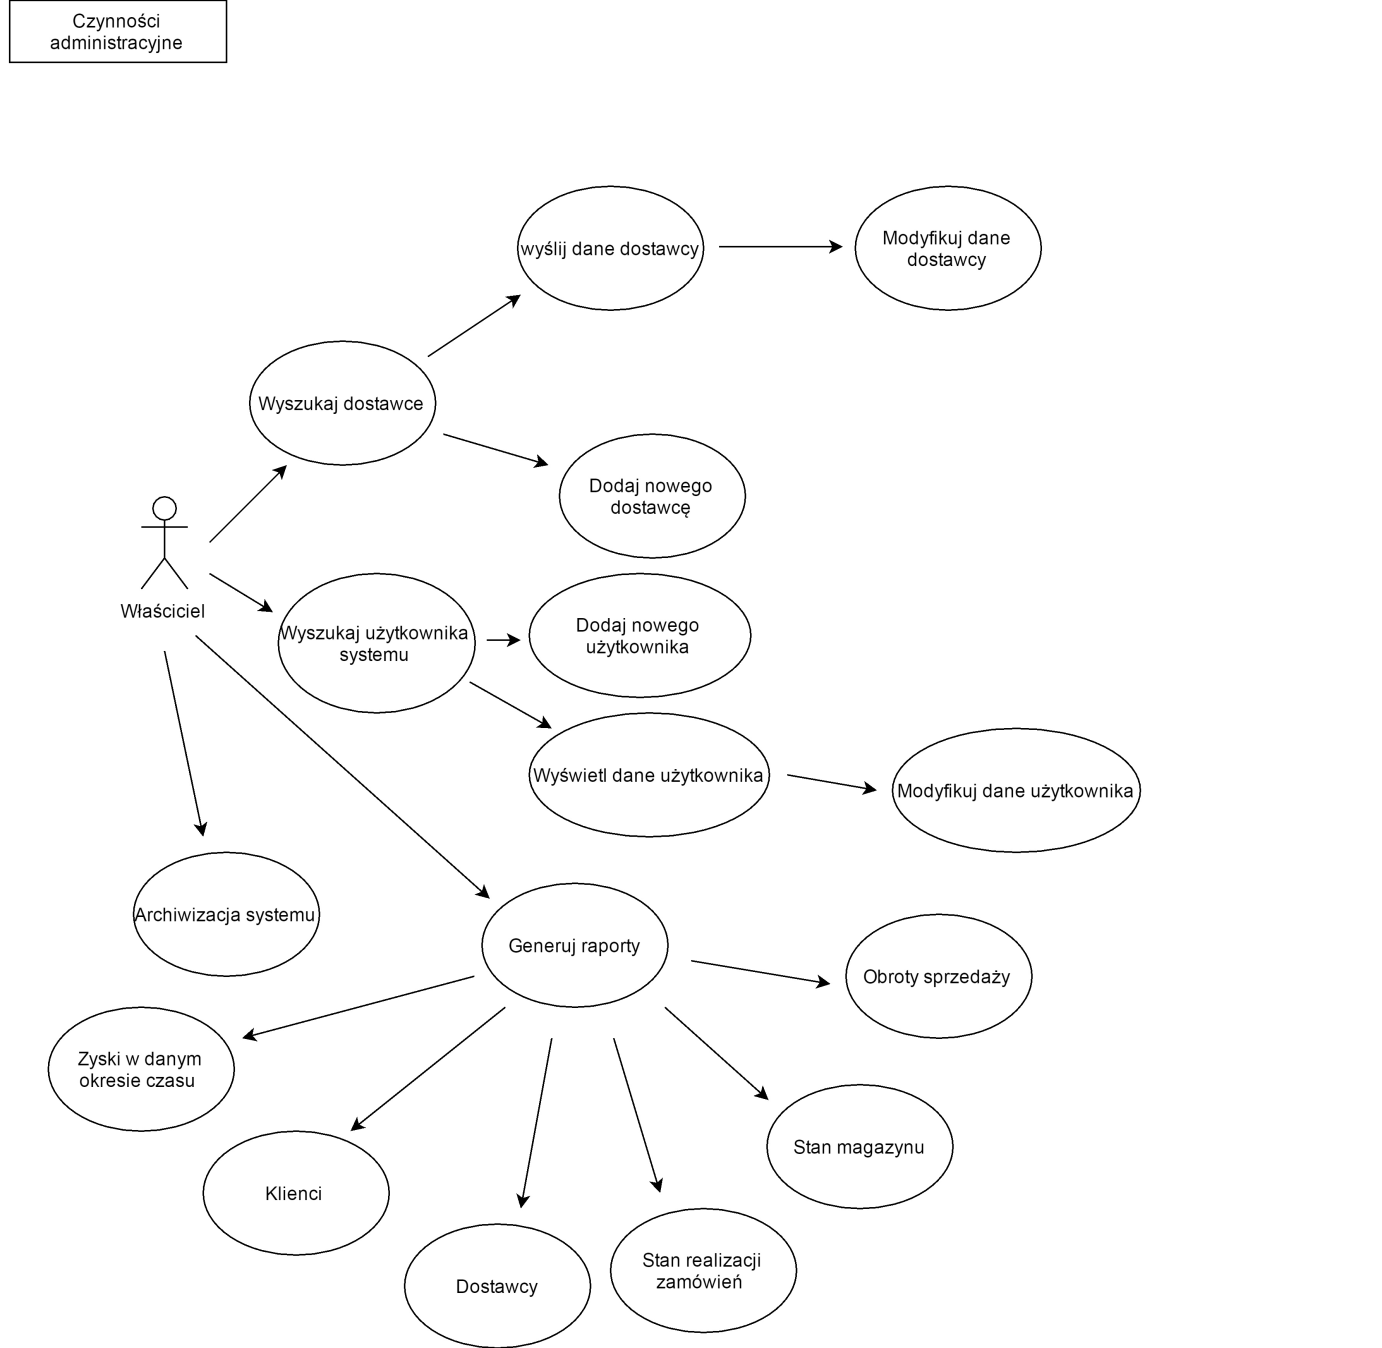 Czynności
administracyjne
wyślij dane dostawcy
Modyfikuj dane
dostawcy
Wyszukaj dostawce
Dodaj nowego
dostawcę
Właściciel
Wyszukaj użytkownika
systemu
Dodaj nowego
użytkownika
Wyświetl dane użytkownika
Modyfikuj dane użytkownika
Archiwizacja systemu
Generuj raporty
Obroty sprzedaży
Zyski w danym
okresie czasu
Stan magazynu
Klienci
Stan realizacji
zamówień
Dostawcy